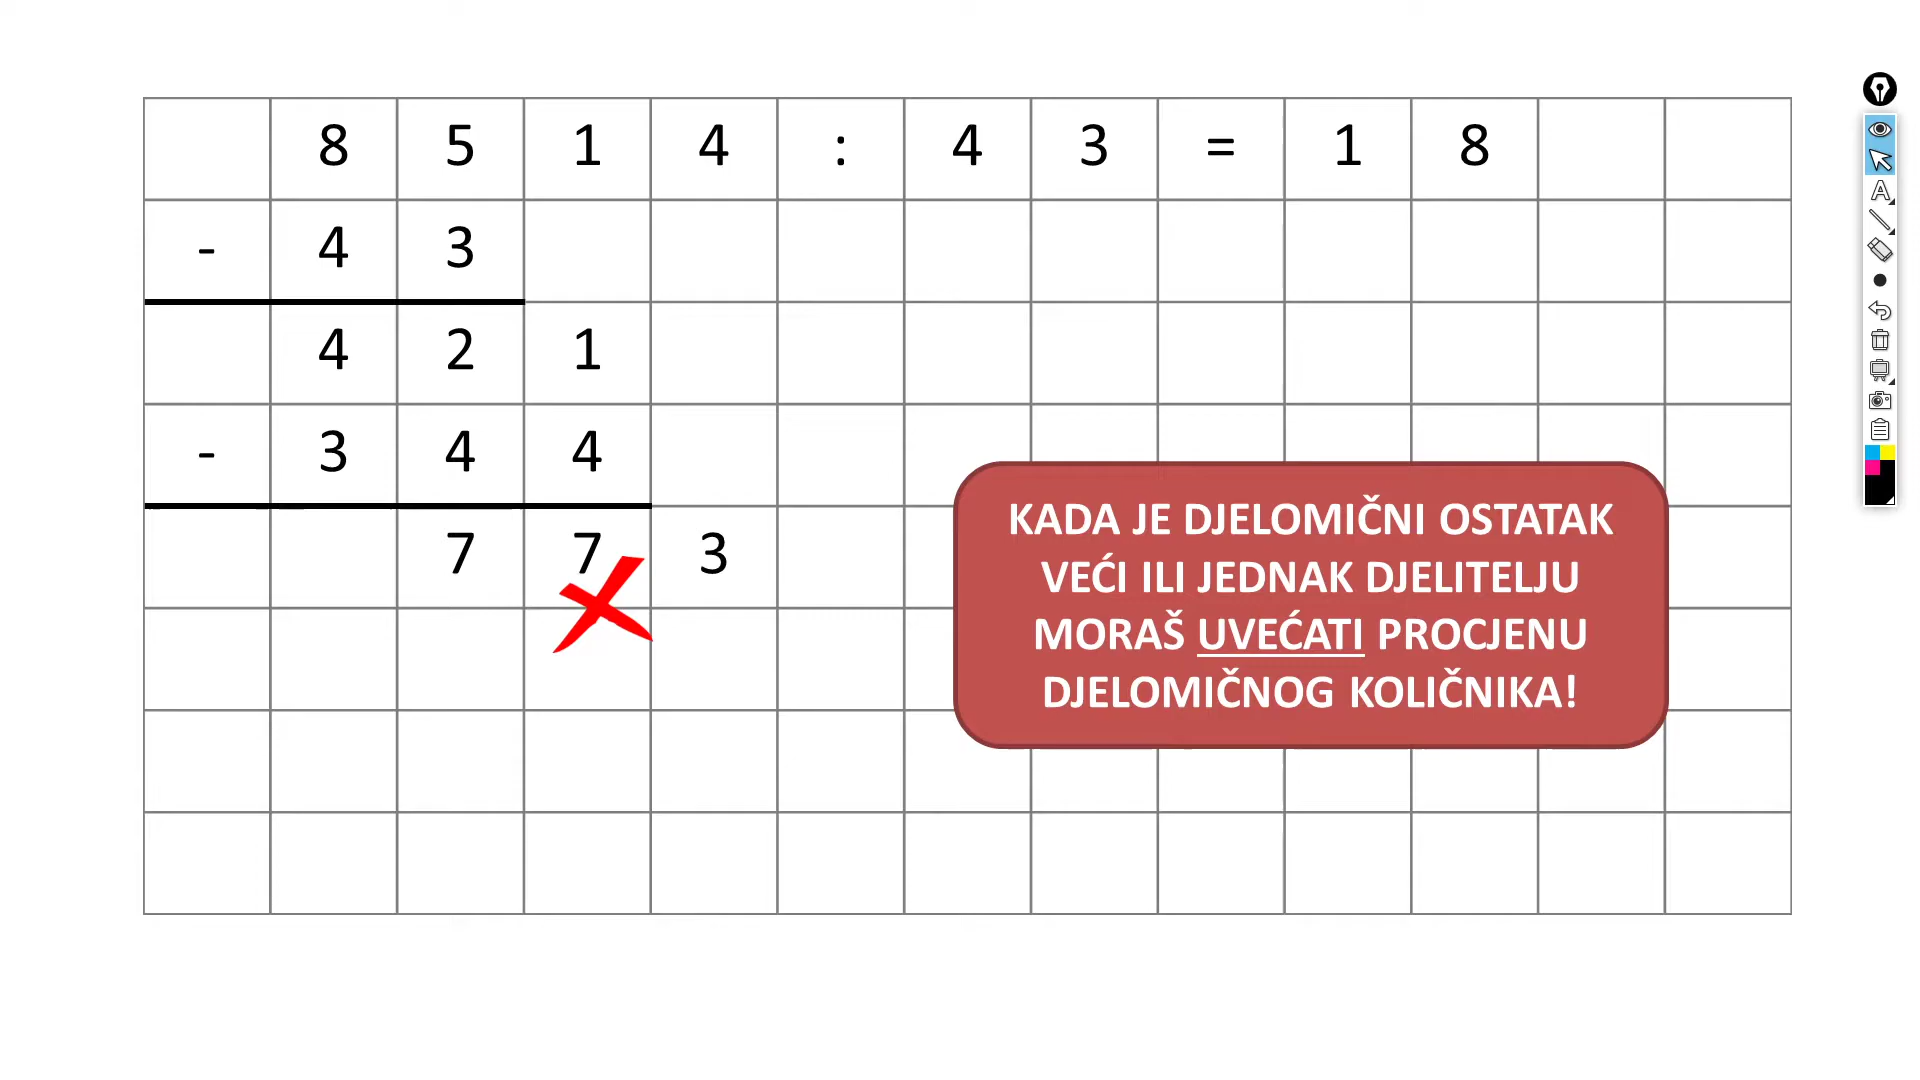 8 5 1 4 : 4 3 = 1 8
- 4 3
4 2 1
- 3 4 4
7 7 3
KADA JE DJELOMIČNI OSTATAK
VEĆI ILI JEDNAK DJELITELJU
MORAŠ UVEĆATI PROCJENU
DJELOMIČNOG KOLIČNIKA!
A